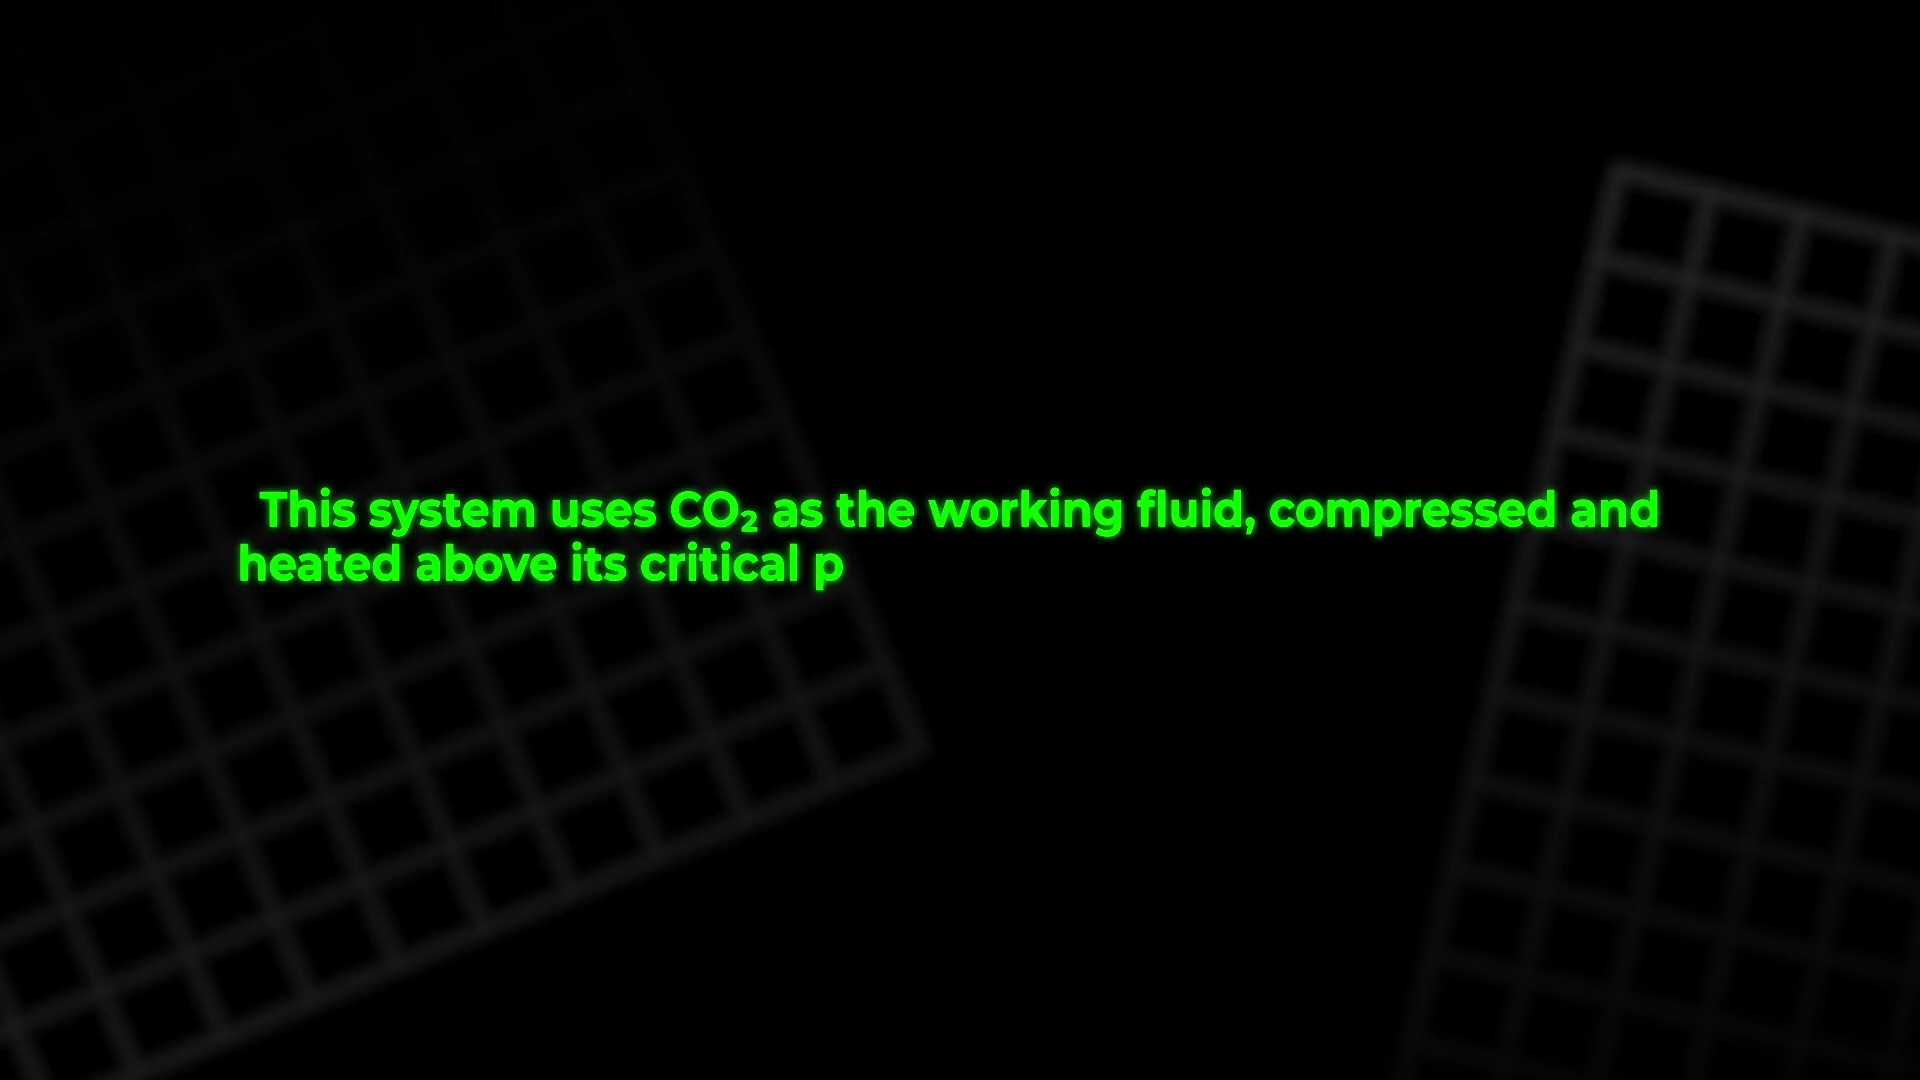 This system uses CO₂ as the working fluid, compressed and
heated above its critical p